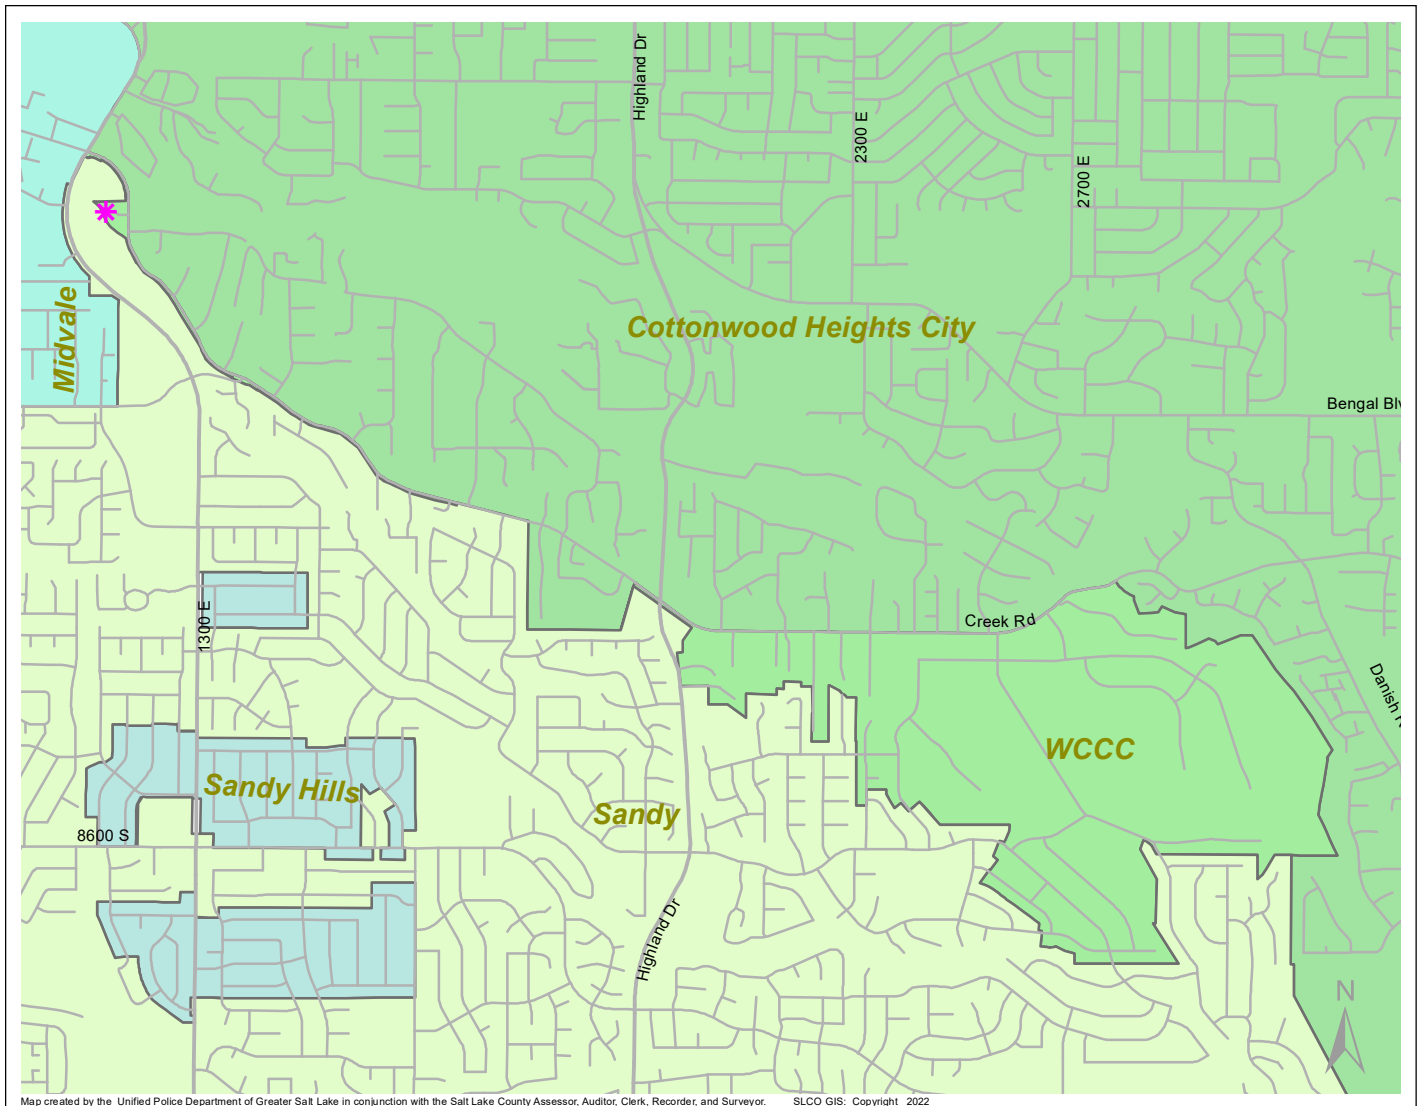 Highland Dr
2300 E
2700 E
Midvale
Cottonwood Heights City
Bengal Blv
1300 E
Creek Rd
Danish R
WCCC
Sandy Hills
Sandy
8600 S
Highland Dr
N
Map created by the Unified Police Department of Greater Salt Lake in conjunction with the Salt Lake County Assessor, Auditor, Clerk, Recorder, and Surveyor. SLCO GIS: Copyright 2022